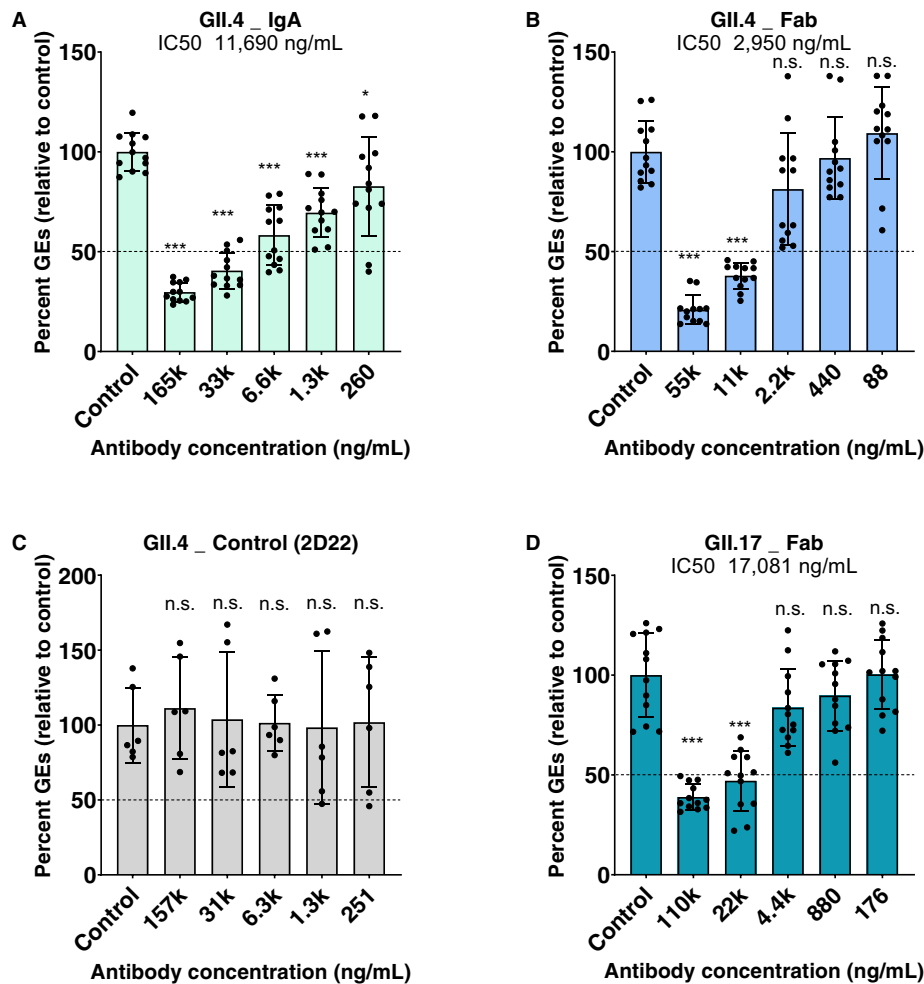 A
GII.4 _ IgA
IC50 11,690 ng/mL
Percent GEs (relative to control)
150
100
50
0
***
***
***
***
*
Control
165k
33k
6.6k
1.3k
260
Antibody concentration (ng/mL)
B
GII.4 _ Fab
IC50 2,950 ng/mL
Percent GEs (relative to control)
150
100
50
0
***
***
n.s.
n.s.
n.s.
Control
55k
11k
2.2k
440
88
Antibody concentration (ng/mL)
C
GII.4 _ Control (2D22)
Percent GEs (relative to control)
200
150
100
50
0
n.s.
n.s.
n.s.
n.s.
n.s.
Control
157k
31k
6.3k
1.3k
251
Antibody concentration (ng/mL)
D
GII.17 _ Fab
IC50 17,081 ng/mL
Percent GEs (relative to control)
150
100
50
0
***
***
n.s.
n.s.
n.s.
Control
110k
22k
4.4k
880
176
Antibody concentration (ng/mL)